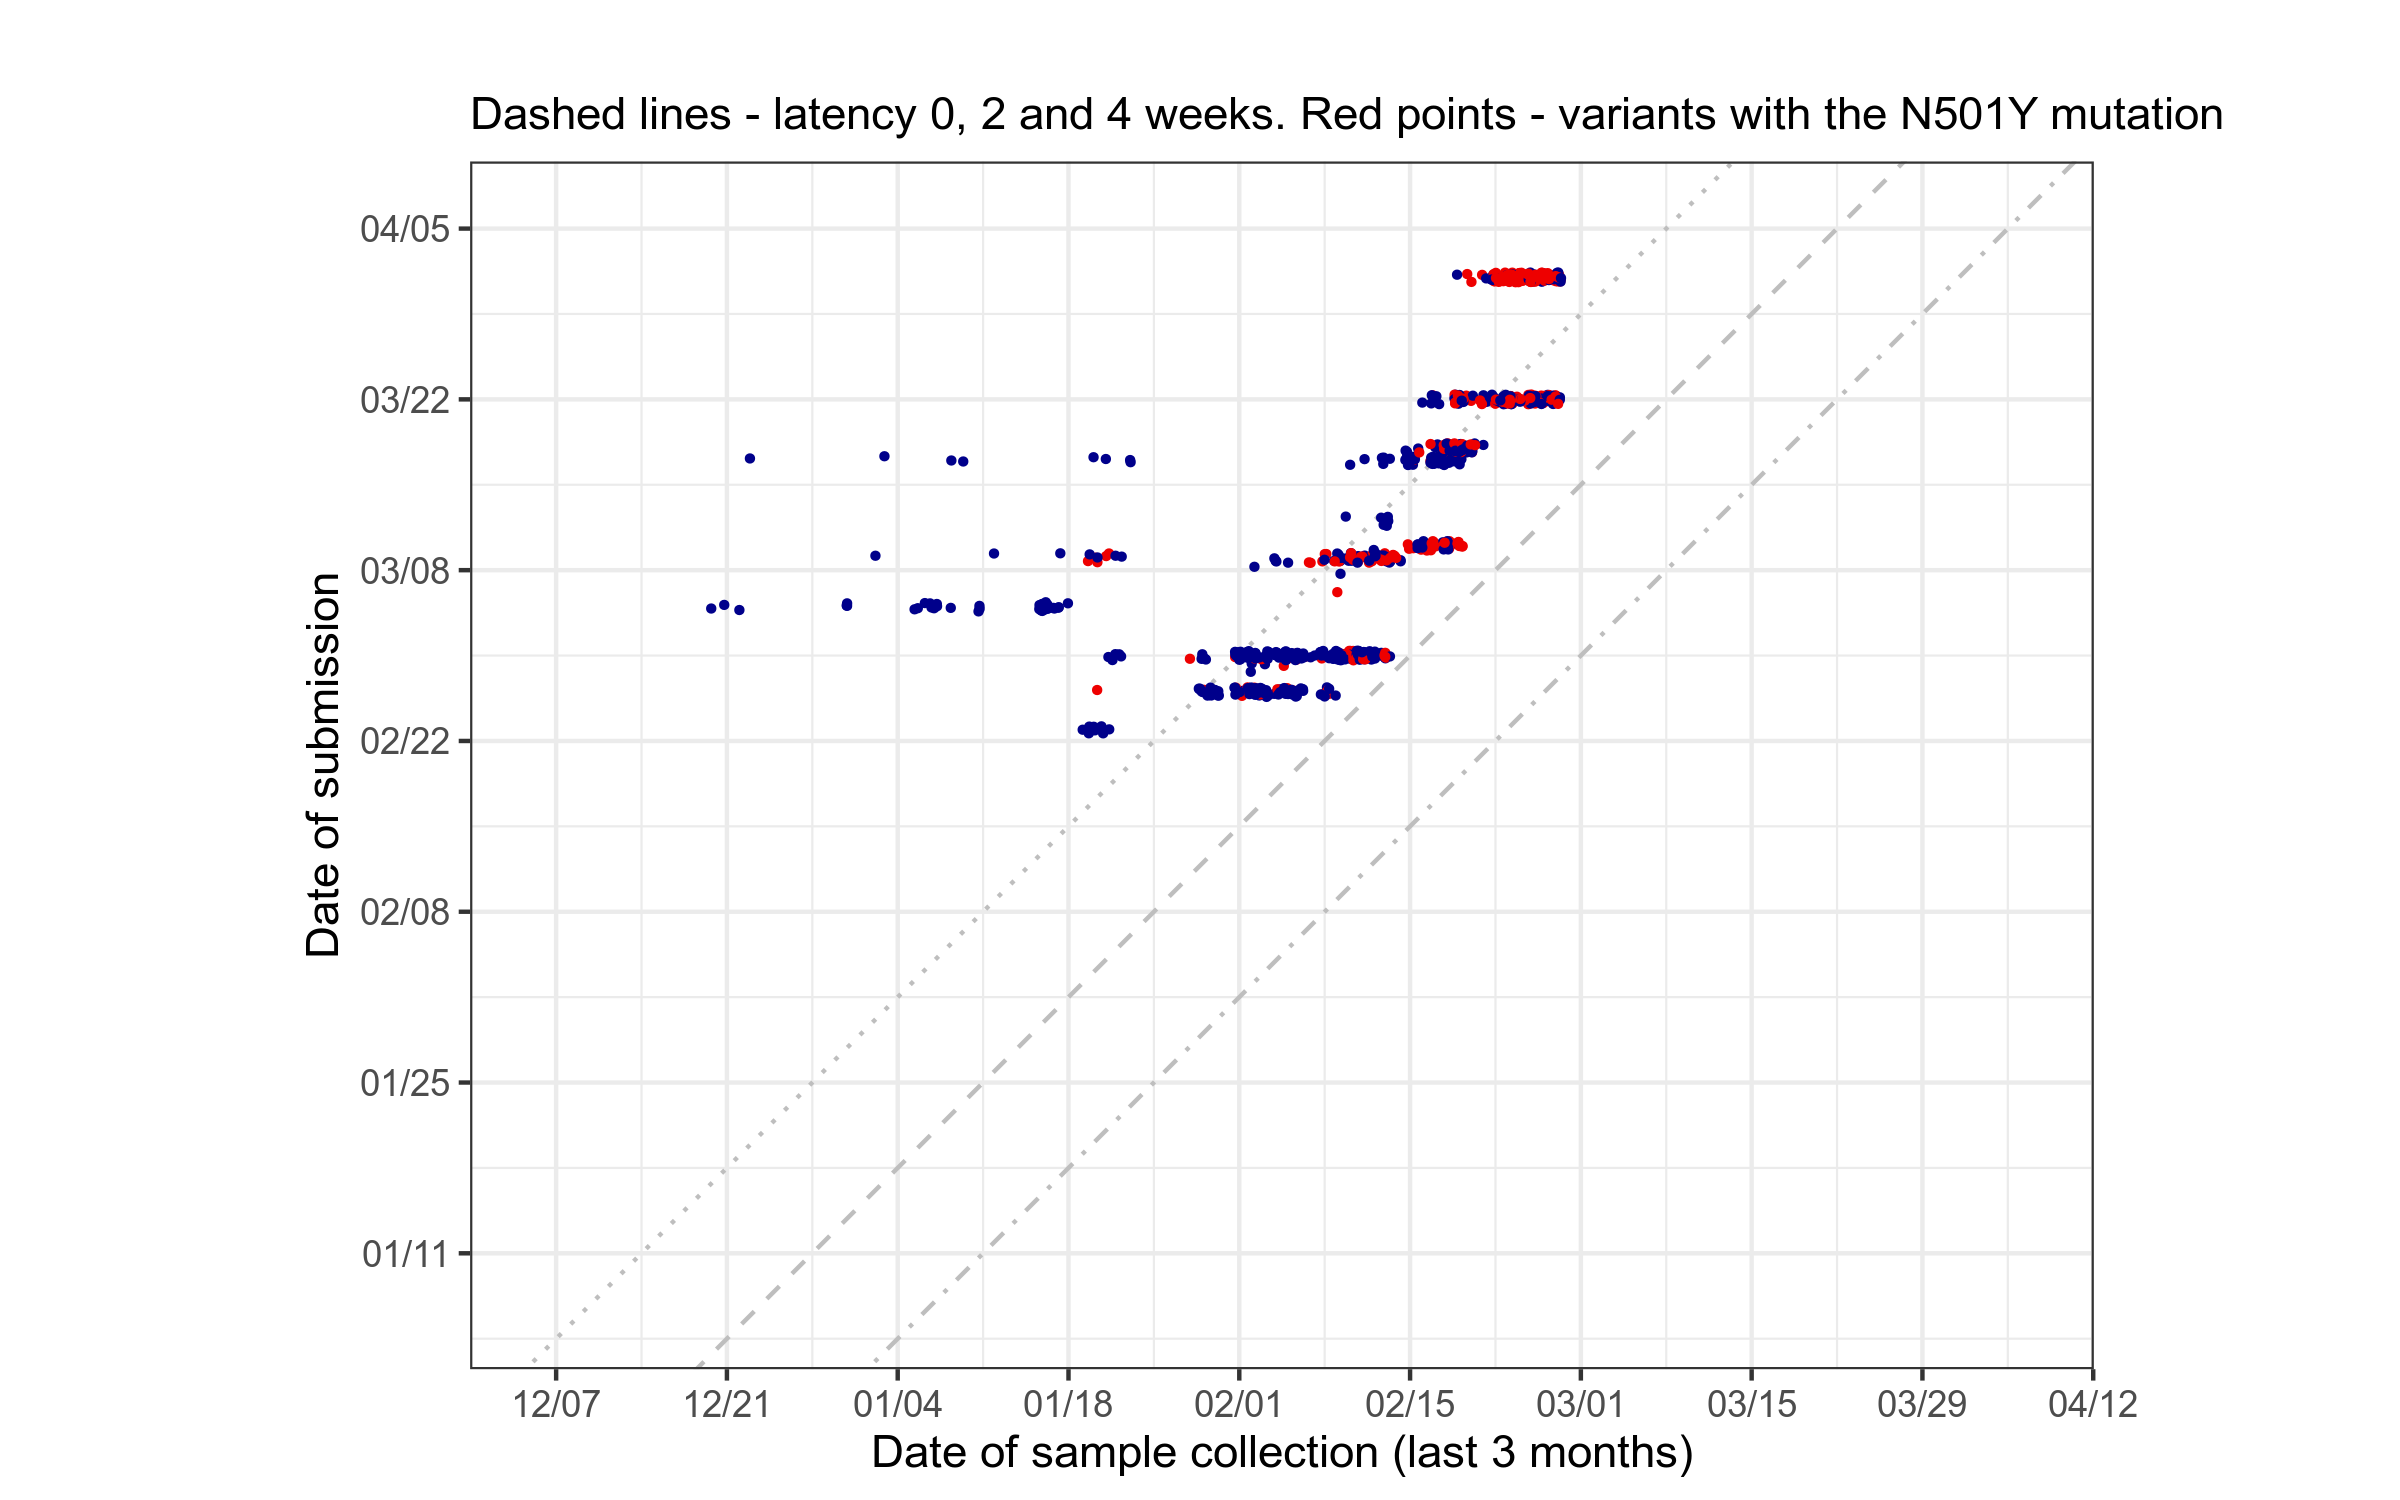 Dashed lines - latency 0, 2 and 4 weeks. Red points - variants with the N501Y mutation
Date of submission
04/05
03/22
03/08
02/22
02/08
01/25
01/11
12/07 12/21 01/04 01/18 02/01 02/15 03/01 03/15 03/29 04/12
Date of sample collection (last 3 months)